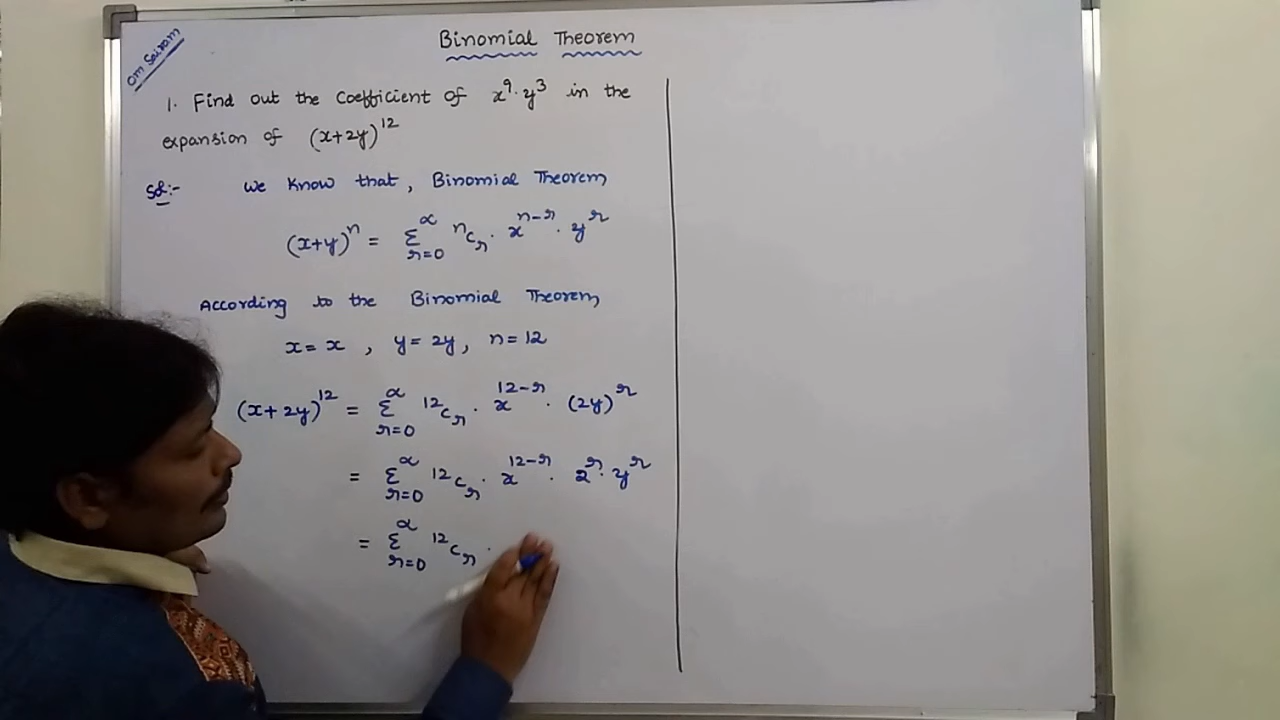 Om Sairam
Binomial Theorem
1. Find out the Coefficient of x⁹·y³ in the
expansion of (x+2y)¹²
Sol:- We Know that, Binomial Theorem
(x+y)ⁿ = Σ_{r=0}^{α} ⁿC_r · x^{n-r} · y^r
According to the Binomial Theorem,
x = x , y = 2y, n = 12
(x+2y)¹² = Σ_{r=0}^{α} ¹²C_r · x^{12-r} · (2y)^r
= Σ_{r=0}^{α} ¹²C_r · x^{12-r} · 2^r · y^r
= Σ_{r=0}^{α} ¹²C_r ·